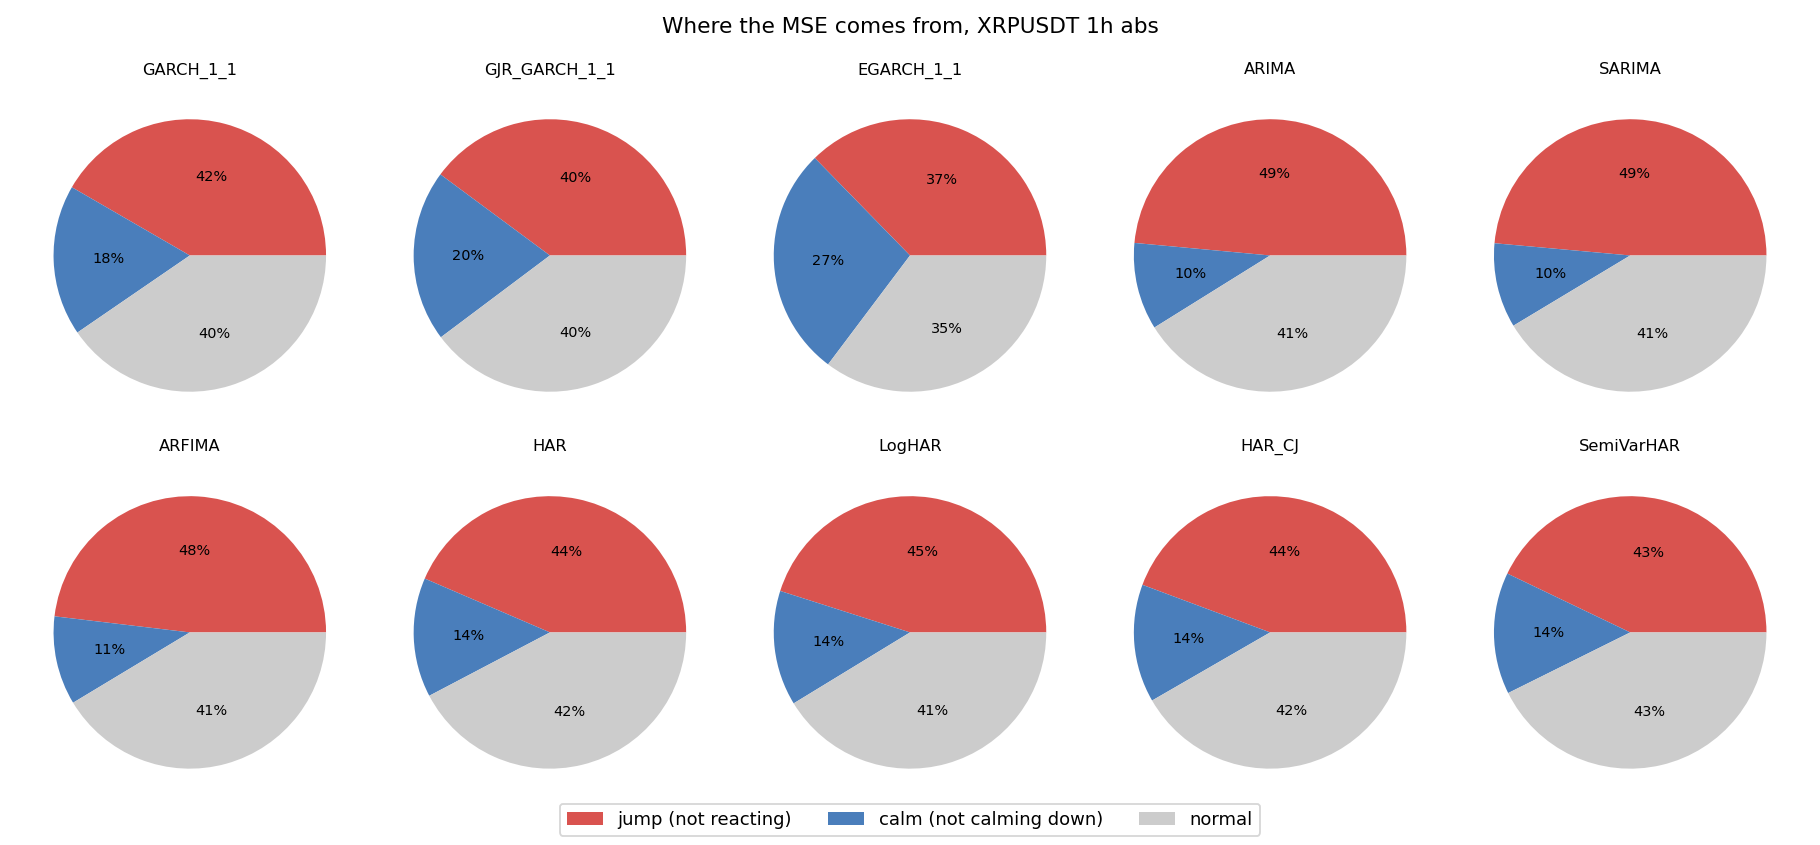 Where the MSE comes from, XRPUSDT 1h abs
GARCH_1_1
GJR_GARCH_1_1
EGARCH_1_1
ARIMA
SARIMA
42%
18%
40%
40%
20%
40%
37%
27%
35%
49%
10%
41%
49%
10%
41%
ARFIMA
HAR
LogHAR
HAR_CJ
SemiVarHAR
48%
11%
41%
44%
14%
42%
45%
14%
41%
44%
14%
42%
43%
14%
43%
jump (not reacting)
calm (not calming down)
normal